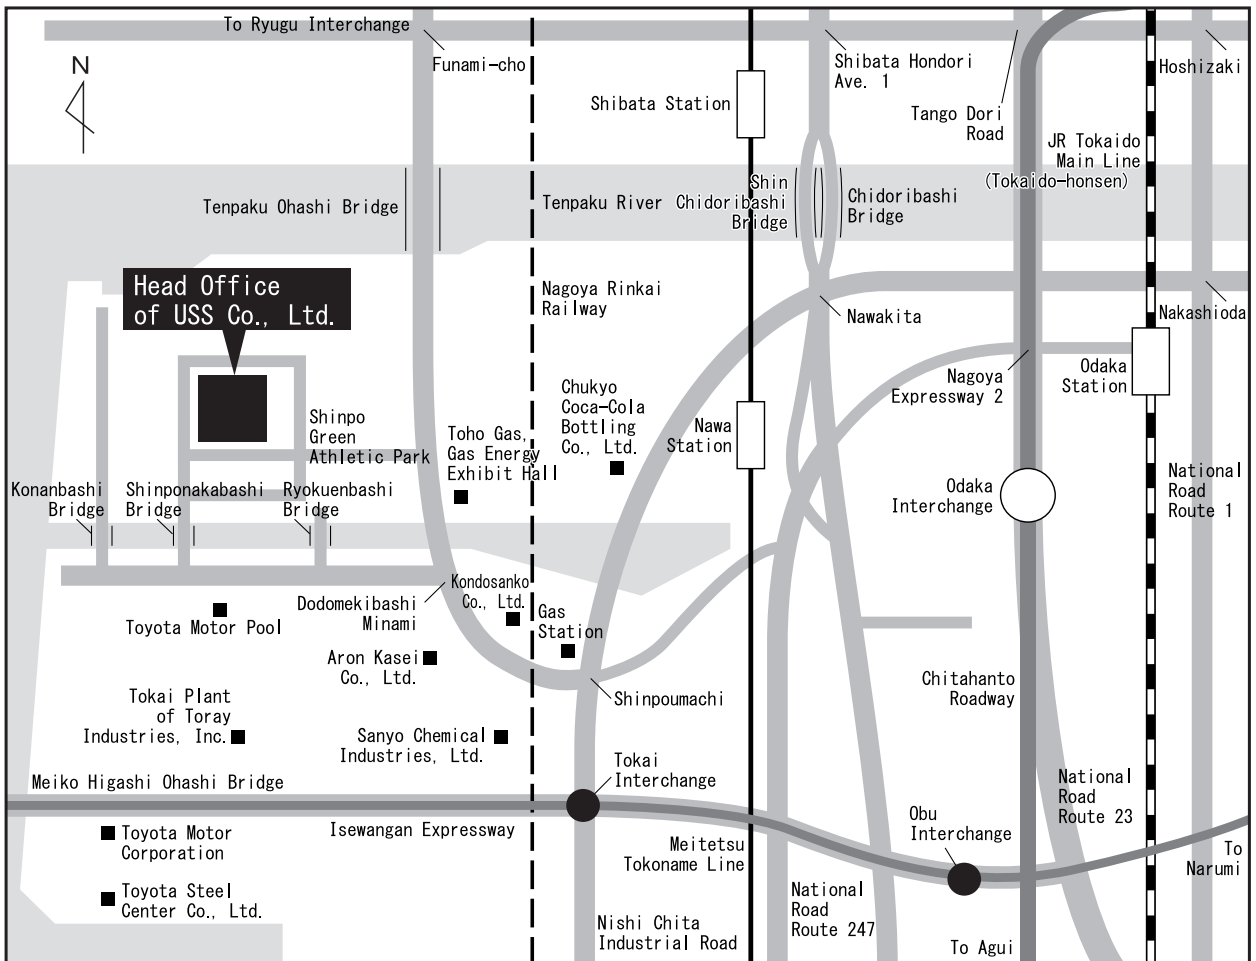 To Ryugu Interchange
Funami-cho
N
Shibata Hondori
Ave. 1
Hoshizaki
Shibata Station
Tango Dori
Road
JR Tokaido
Main Line
(Tokaido-honsen)
Tenpaku Ohashi Bridge
Tenpaku River
Shin
Chidoribashi
Bridge
Chidoribashi
Bridge
Head Office
of USS Co., Ltd.
Nagoya Rinkai
Railway
Nawakita
Nakashioda
Nagoya
Expressway 2
Odaka
Station
Shinpo
Green
Athletic Park
Toho Gas,
Gas Energy
Exhibit Hall
Chukyo
Coca-Cola
Bottling
Co., Ltd.
Nawa
Station
Konanbashi
Bridge
Shinponakabashi
Bridge
Ryokuenbashi
Bridge
Odaka
Interchange
National
Road
Route 1
Dodomekibashi
Minami
Kondosanko
Co., Ltd.
Gas
Station
Toyota Motor Pool
Aron Kasei
Co., Ltd.
Shinpoumachi
Chitahanto
Roadway
Tokai Plant
of Toray
Industries, Inc.
Sanyo Chemical
Industries, Ltd.
Tokai
Interchange
Meiko Higashi Ohashi Bridge
Isewangan Expressway
National
Road
Route 23
Obu
Interchange
Toyota Motor
Corporation
Meitetsu
Tokoname Line
To
Narumi
Toyota Steel
Center Co., Ltd.
National
Road
Route 247
Nishi Chita
Industrial Road
To Agui